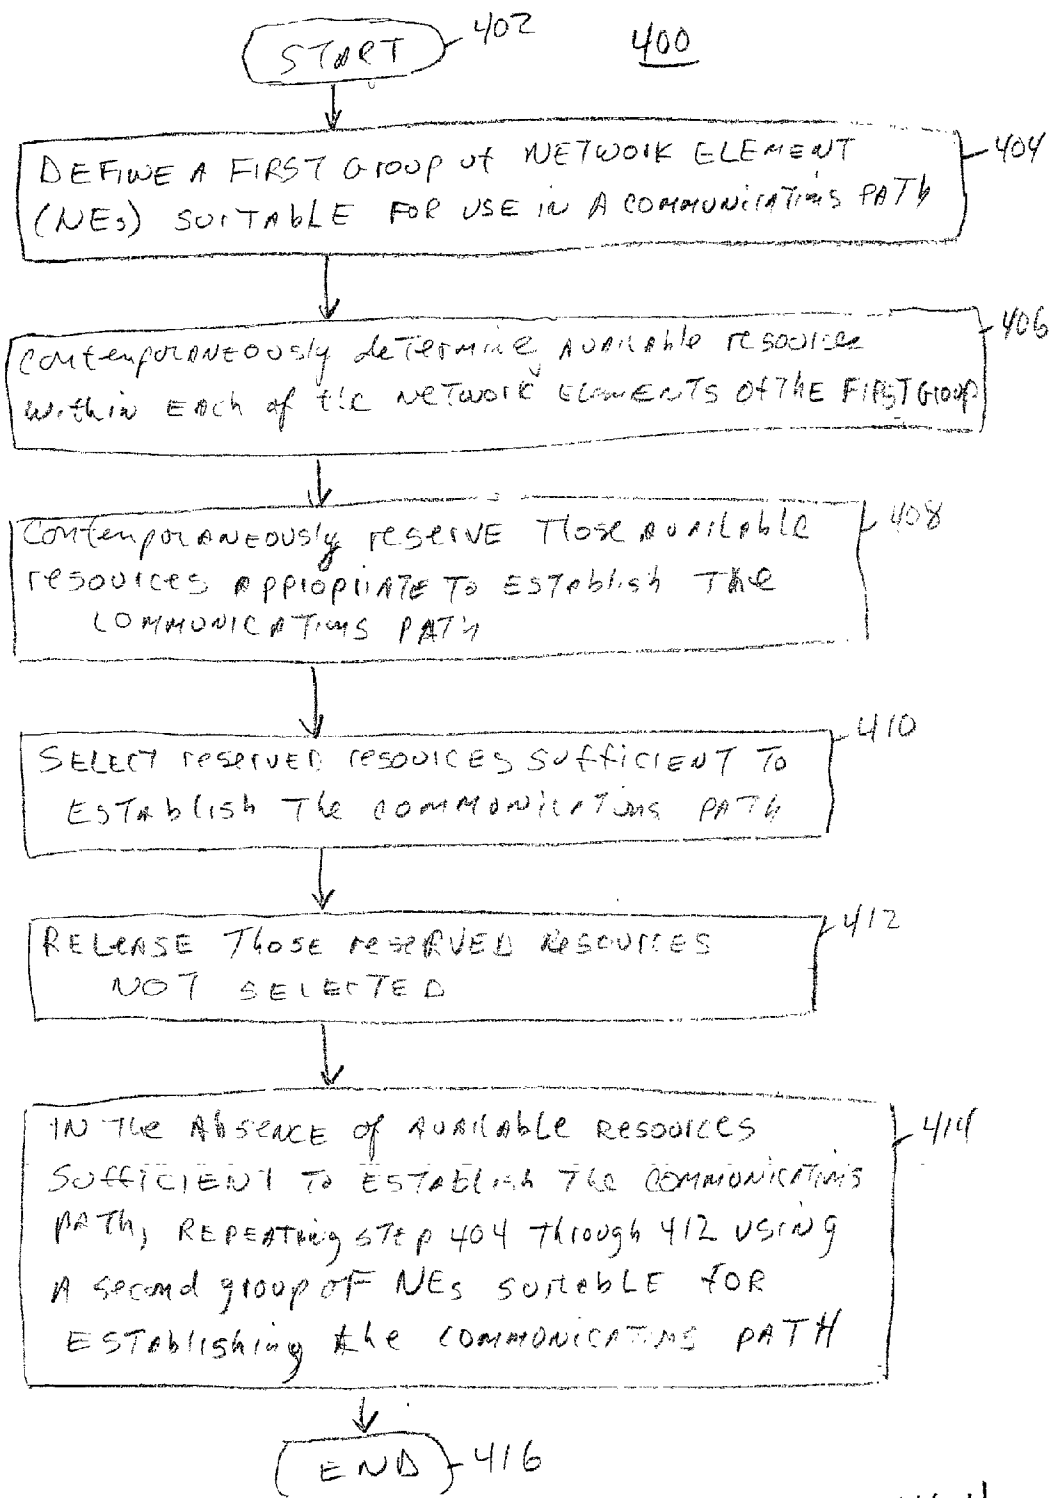 START
402
400
DEFINE A FIRST GROUP OF NETWORK ELEMENT
404
(NEs) SUITABLE FOR USE IN A COMMUNICATIONS PATH
406
Contemporaneously determine available resources
within each of the network elements of the FIRST Group
408
Contemporaneously reserve Those available
resources appropriate To Establish The
COMMUNICATIONS PATH
410
SELECT reserved resources sufficient To
Establish The communications PATH
412
RELEASE Those reserved Resources
NOT SELECTED
414
IN The Absence of Available Resources
SUFFICIENT To Establish The communications
PATH, REPEATing STEP 404 Through 412 using
A second group of NEs suitable FOR
ESTAblishing the communications PATH
END
416